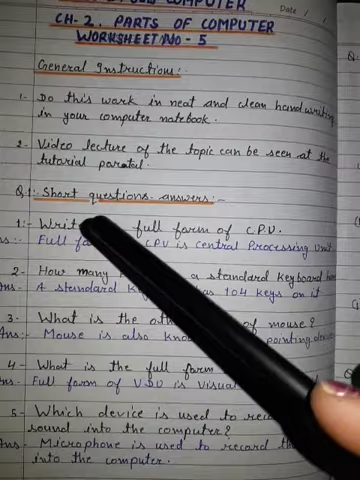 COMPUTER
CH-2. PARTS OF COMPUTER
WORKSHEET NO - 5
Date / /
General Instructions:-
1- Do this work in neat and clean handwriting
in your computer notebook.
2- Video lecture of the topic can be seen at the
tutorial
Q1:- Short questions answers:-
1:- full form of C.P.U.
Full CPU is Central Processing Unit
2- How many a standard Keyboard
Ans- A standard has 104 keys on it
3- What is the of mouse?
Ans:- Mouse is also pointing
4- What is the full form
Ans- Full form of VDU is
5- Which device is used to
sound into the computer?
Ans- Microphone is used to record
into the computer.